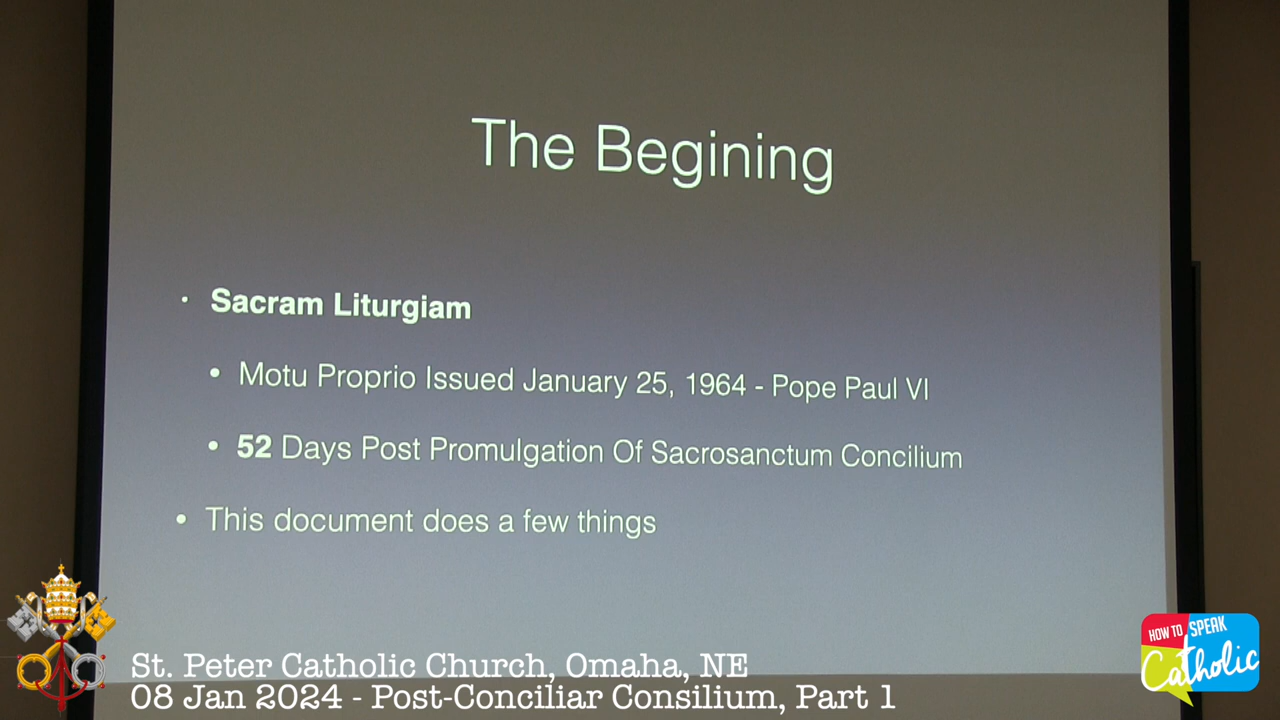 The Begining
• Sacram Liturgiam
• Motu Proprio Issued January 25, 1964 - Pope Paul VI
• 52 Days Post Promulgation Of Sacrosanctum Concilium
• This document does a few things
HOW TO SPEAK
Catholic
St. Peter Catholic Church, Omaha, NE
08 Jan 2024 - Post-Conciliar Consilium, Part 1